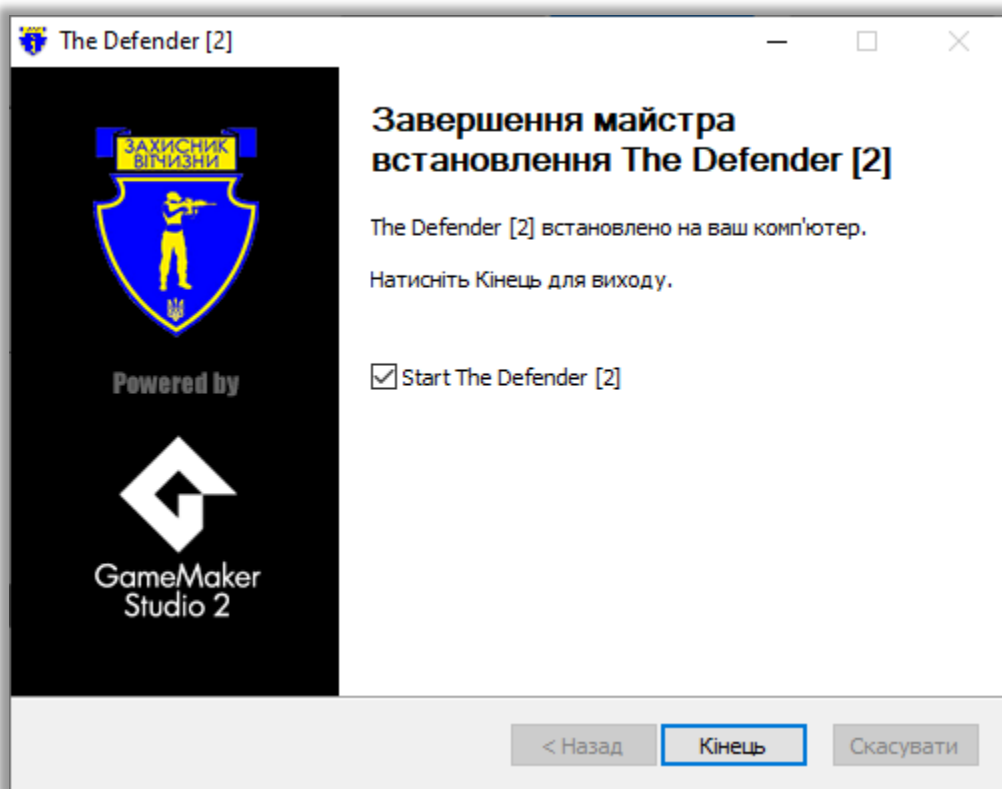 The Defender [2]
ЗАХИСНИК
ВІТЧИЗНИ
Powered by
GameMaker
Studio 2
Завершення майстра
встановлення The Defender [2]
The Defender [2] встановлено на ваш комп'ютер.
Натисніть Кінець для виходу.
Start The Defender [2]
< Назад
Кінець
Скасувати